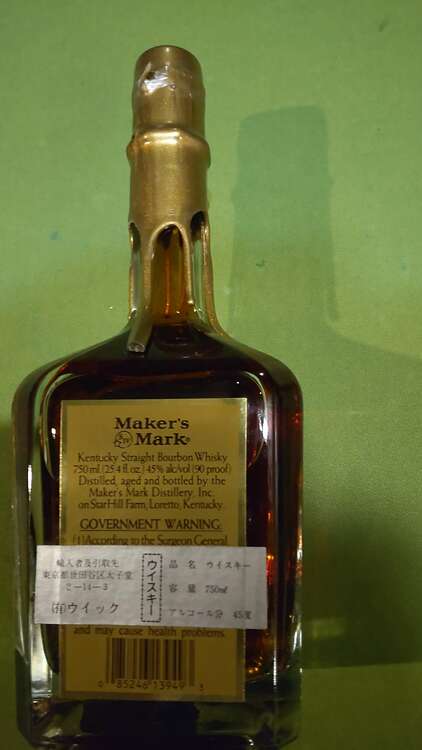 Maker's
Mark®
Kentucky Straight Bourbon Whisky
750 ml (25.4 fl. oz.) 45% alc/vol (90 proof)
Distilled, aged and bottled by the
Maker's Mark Distillery, Inc.
on Star Hill Farm, Loretto, Kentucky.
GOVERNMENT WARNING:
(1) According to the Surgeon General
輸入者及引取先
東京都世田谷区太子堂
2-14-3
㈲ウイック
ウイスキー
品名 ウイスキー
容量 750㎖
アルコール分 45度
and may cause health problems.
0 85246 13949 3